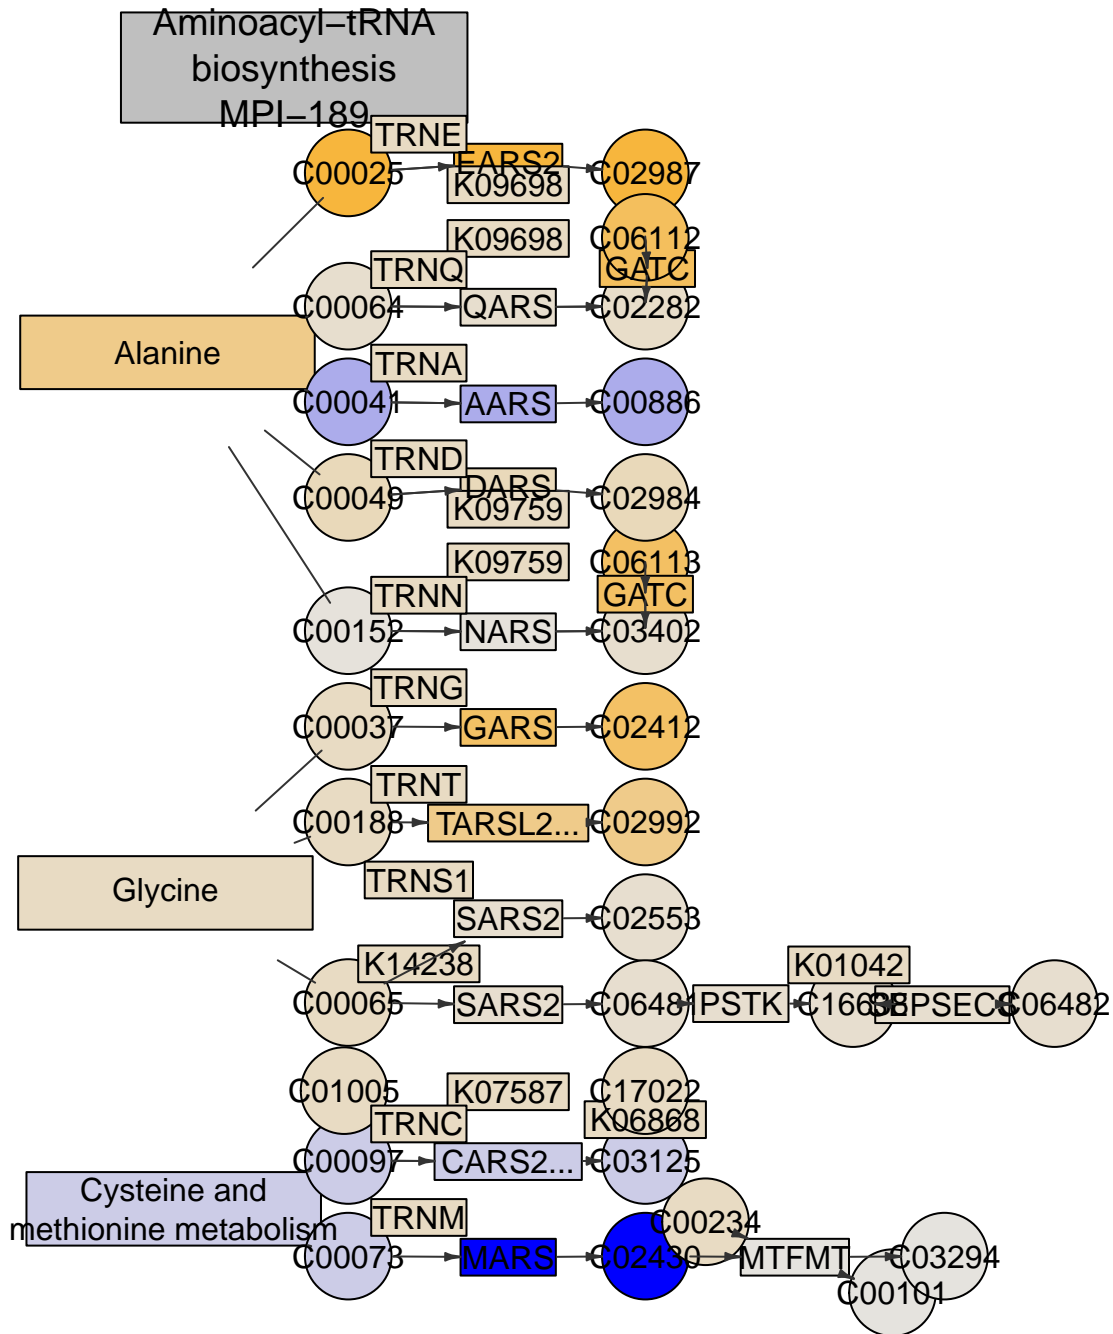 Aminoacyl−tRNA
biosynthesis
MPI−189
TRNE
C00025
EARS2
K09698
C02987
K09698
C06112
TRNQ
GATC
C00064
QARS
C02282
Alanine
TRNA
C00041
AARS
C00886
TRND
C00049
DARS
K09759
C02984
K09759
C06113
TRNN
GATC
C00152
NARS
C03402
TRNG
C00037
GARS
C02412
TRNT
C00188
TARSL2...
C02992
Glycine
TRNS1
SARS2
C02553
K14238
K01042
C00065
SARS2
C06481
PSTK
C16638
SEPSECS
C06482
C01005
K07587
C17022
K06868
TRNC
C00097
CARS2...
C03125
Cysteine and
methionine metabolism
TRNM
C00234
C00073
MARS
C02430
MTFMT
C03294
C00101